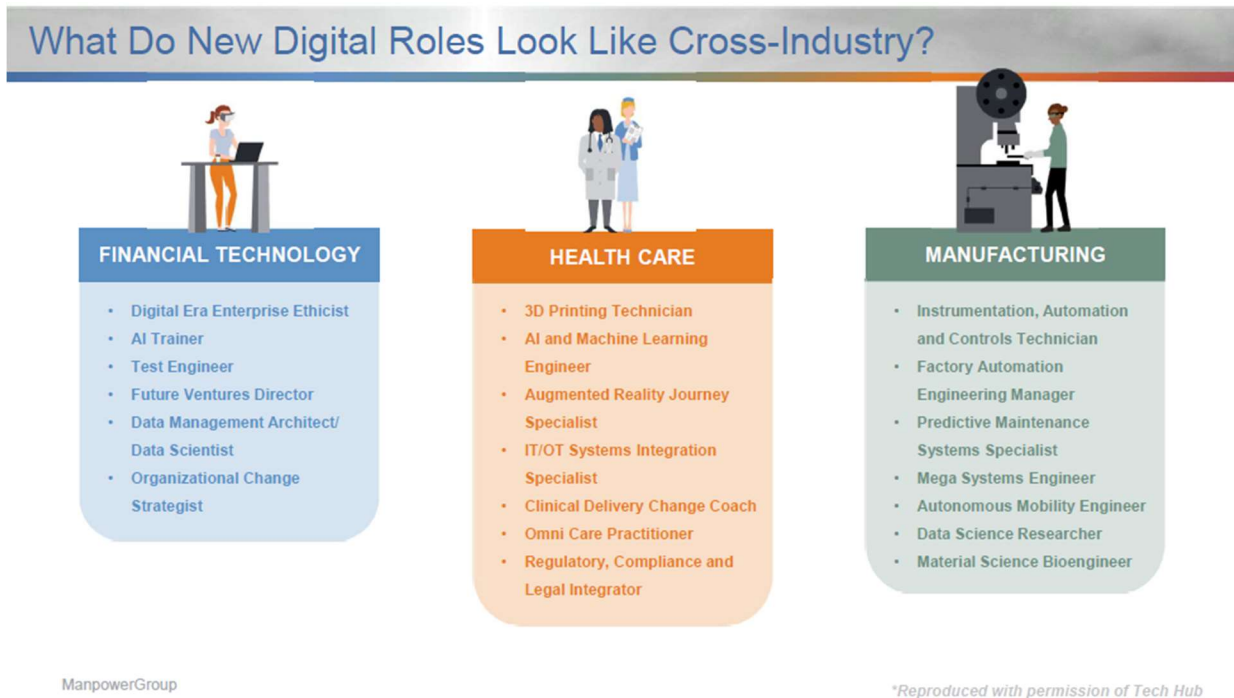 What Do New Digital Roles Look Like Cross-Industry?
FINANCIAL TECHNOLOGY
• Digital Era Enterprise Ethicist
• AI Trainer
• Test Engineer
• Future Ventures Director
• Data Management Architect/
Data Scientist
• Organizational Change
Strategist
HEALTH CARE
• 3D Printing Technician
• AI and Machine Learning
Engineer
• Augmented Reality Journey
Specialist
• IT/OT Systems Integration
Specialist
• Clinical Delivery Change Coach
• Omni Care Practitioner
• Regulatory, Compliance and
Legal Integrator
MANUFACTURING
• Instrumentation, Automation
and Controls Technician
• Factory Automation
Engineering Manager
• Predictive Maintenance
Systems Specialist
• Mega Systems Engineer
• Autonomous Mobility Engineer
• Data Science Researcher
• Material Science Bioengineer
ManpowerGroup
*Reproduced with permission of Tech Hub